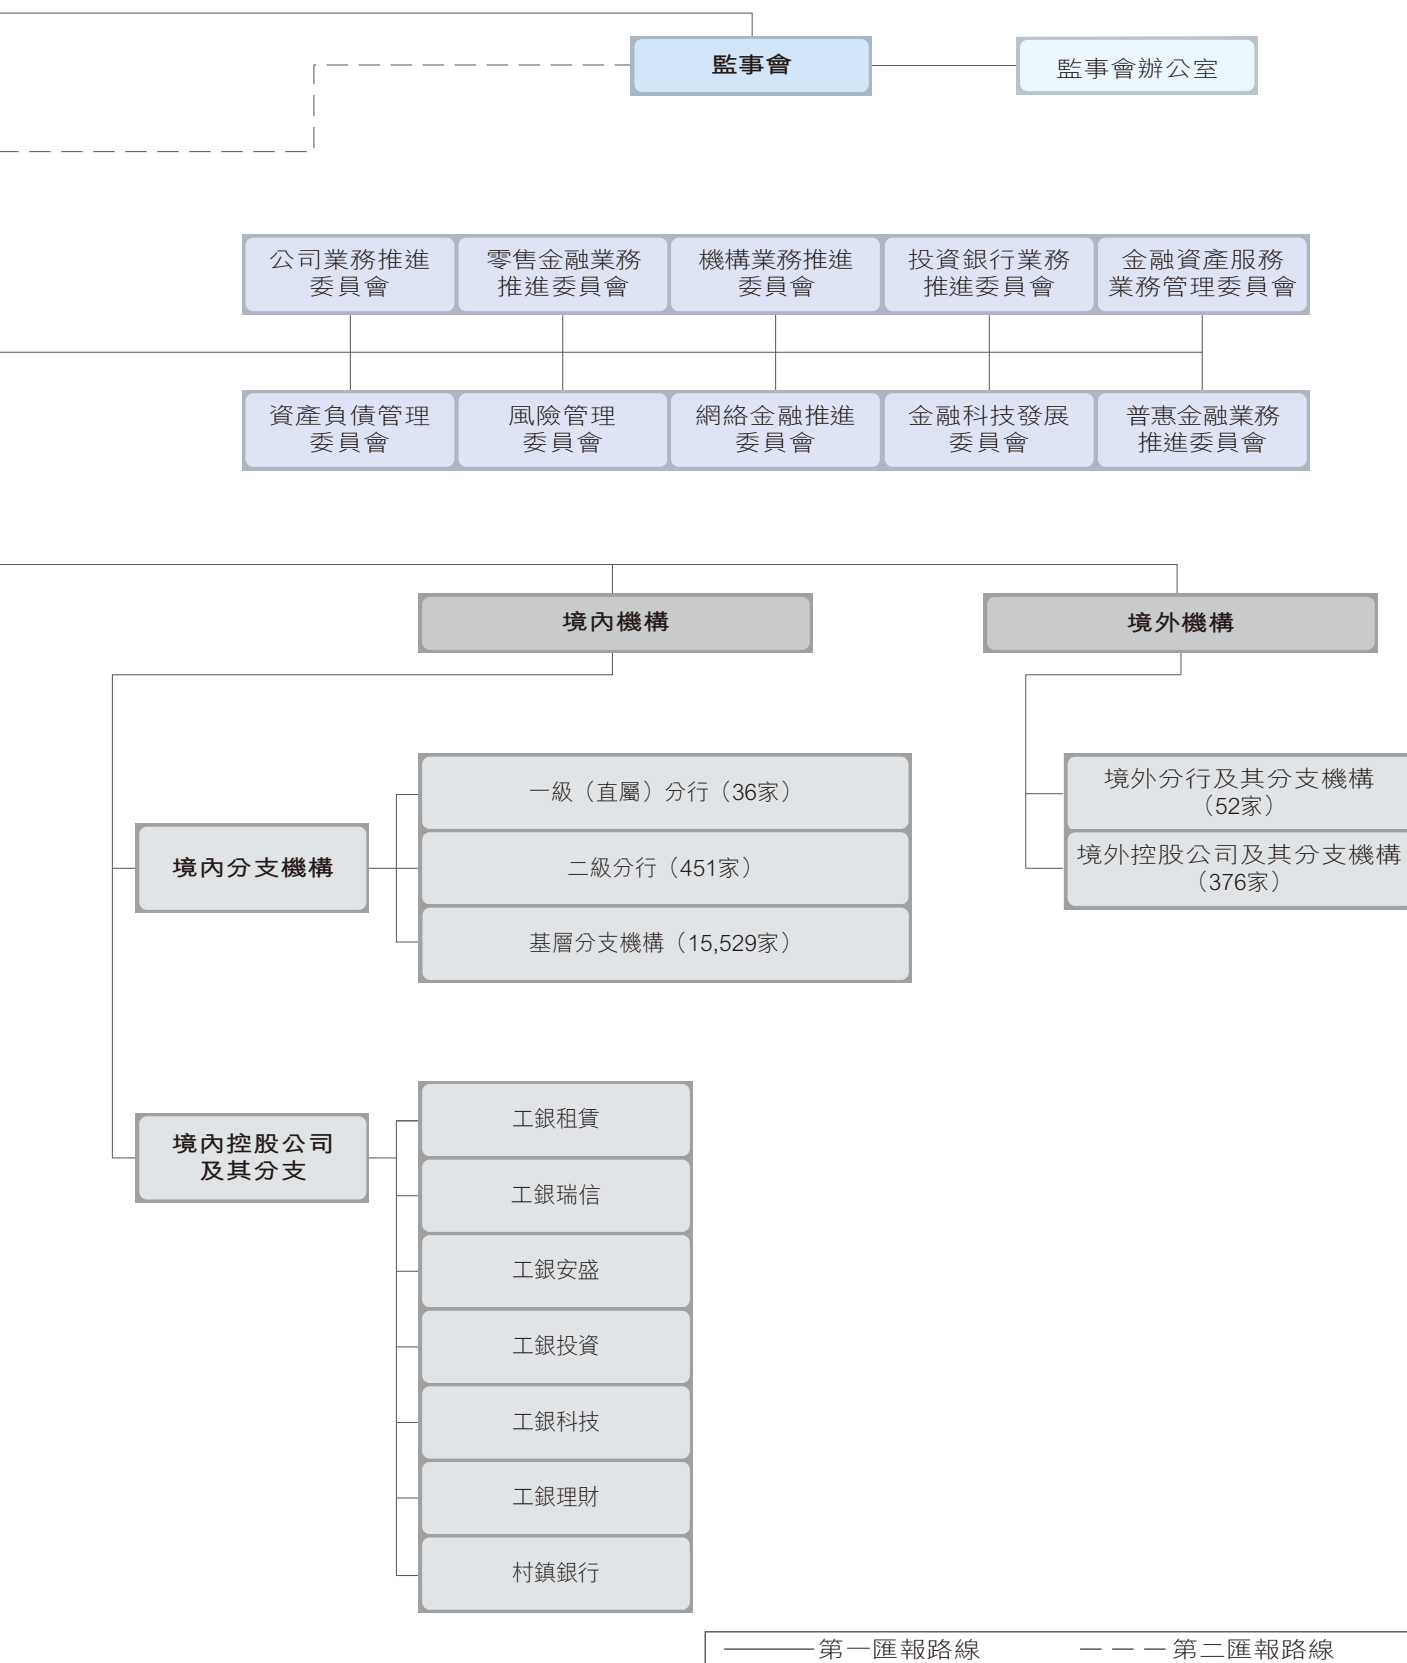 監事會
監事會辦公室
公司業務推進
委員會
零售金融業務
推進委員會
機構業務推進
委員會
投資銀行業務
推進委員會
金融資產服務
業務管理委員會
資產負債管理
委員會
風險管理
委員會
網絡金融推進
委員會
金融科技發展
委員會
普惠金融業務
推進委員會
境內機構
境外機構
境內分支機構
一級（直屬）分行（36家）
二級分行（451家）
基層分支機構（15,529家）
境外分行及其分支機構
（52家）
境外控股公司及其分支機構
（376家）
境內控股公司
及其分支
工銀租賃
工銀瑞信
工銀安盛
工銀投資
工銀科技
工銀理財
村鎮銀行
第一匯報路線
第二匯報路線